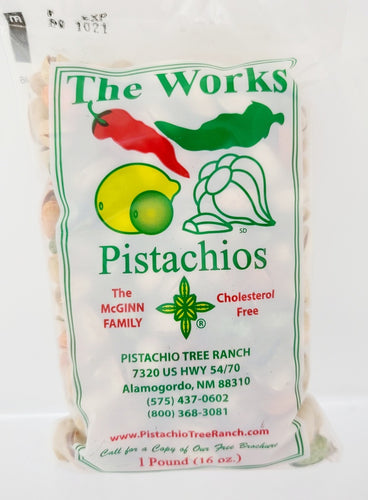 EXP
1021
The Works
SD
Pistachios
The
McGINN
FAMILY
Cholesterol
Free
®
PISTACHIO TREE RANCH
7320 US HWY 54/70
Alamogordo, NM 88310
(575) 437-0602
(800) 368-3081
www.PistachioTreeRanch.com
Call for a Copy of Our Free Brochure
1 Pound (16 oz.)